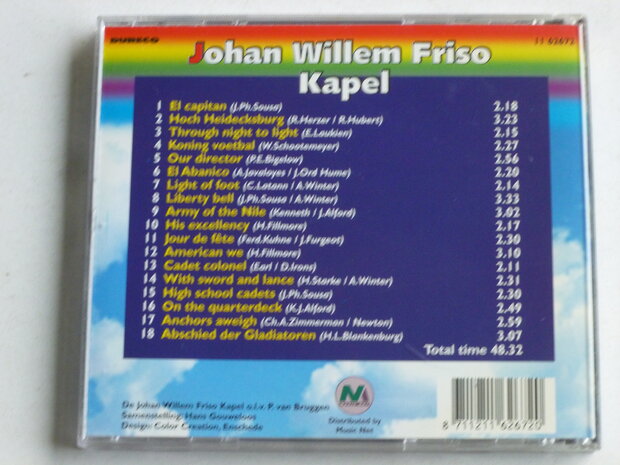 DURECO
11 62672
Johan Willem Friso
Kapel
1 El capitan (J.Ph.Sousa) 2.18
2 Hoch Heidecksburg (R.Herzer / R.Hubert) 3.23
3 Through night to light (E.Laukien) 2.15
4 Koning voetbal (W.Schootemeyer) 2.27
5 Our director (P.E.Bigelow) 2.56
6 El Abanico (A.Javaloyes / J.Ord Hume) 2.20
7 Light of foot (C.Latann / A.Winter) 2.14
8 Liberty bell (J.Ph.Sousa / A.Winter) 3.33
9 Army of the Nile (Kenneth / J.Alford) 3.02
10 His excellency (H.Fillmore) 2.17
11 Jour de fête (Ferd.Kuhne / J.Furgeot) 2.30
12 American we (H.Fillmore) 3.10
13 Cadet colonel (Earl / D.Irons) 2.11
14 With sword and lance (H.Starke / A.Winter) 2.31
15 High school cadets (J.Ph.Sousa) 2.30
16 On the quarterdeck (K.J.Alford) 2.49
17 Anchors aweigh (Ch.A.Zimmerman / Newton) 2.59
18 Abschied der Gladiatoren (H.L.Blankenburg) 3.07
Total time 48.32
De Johan Willem Friso Kapel o.l.v. P. van Bruggen
Samenstelling: Hans Gouweloos
Design: Color Creation, Enschede
Distributed by
Music Net
8 711211 626720